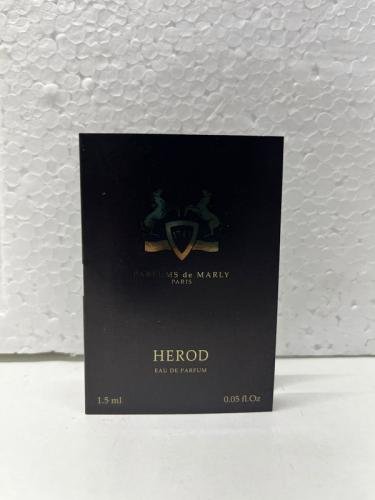 PARFUMS de MARLY
PARIS
HEROD
EAU DE PARFUM
1.5 ml 0.05 fl.Oz